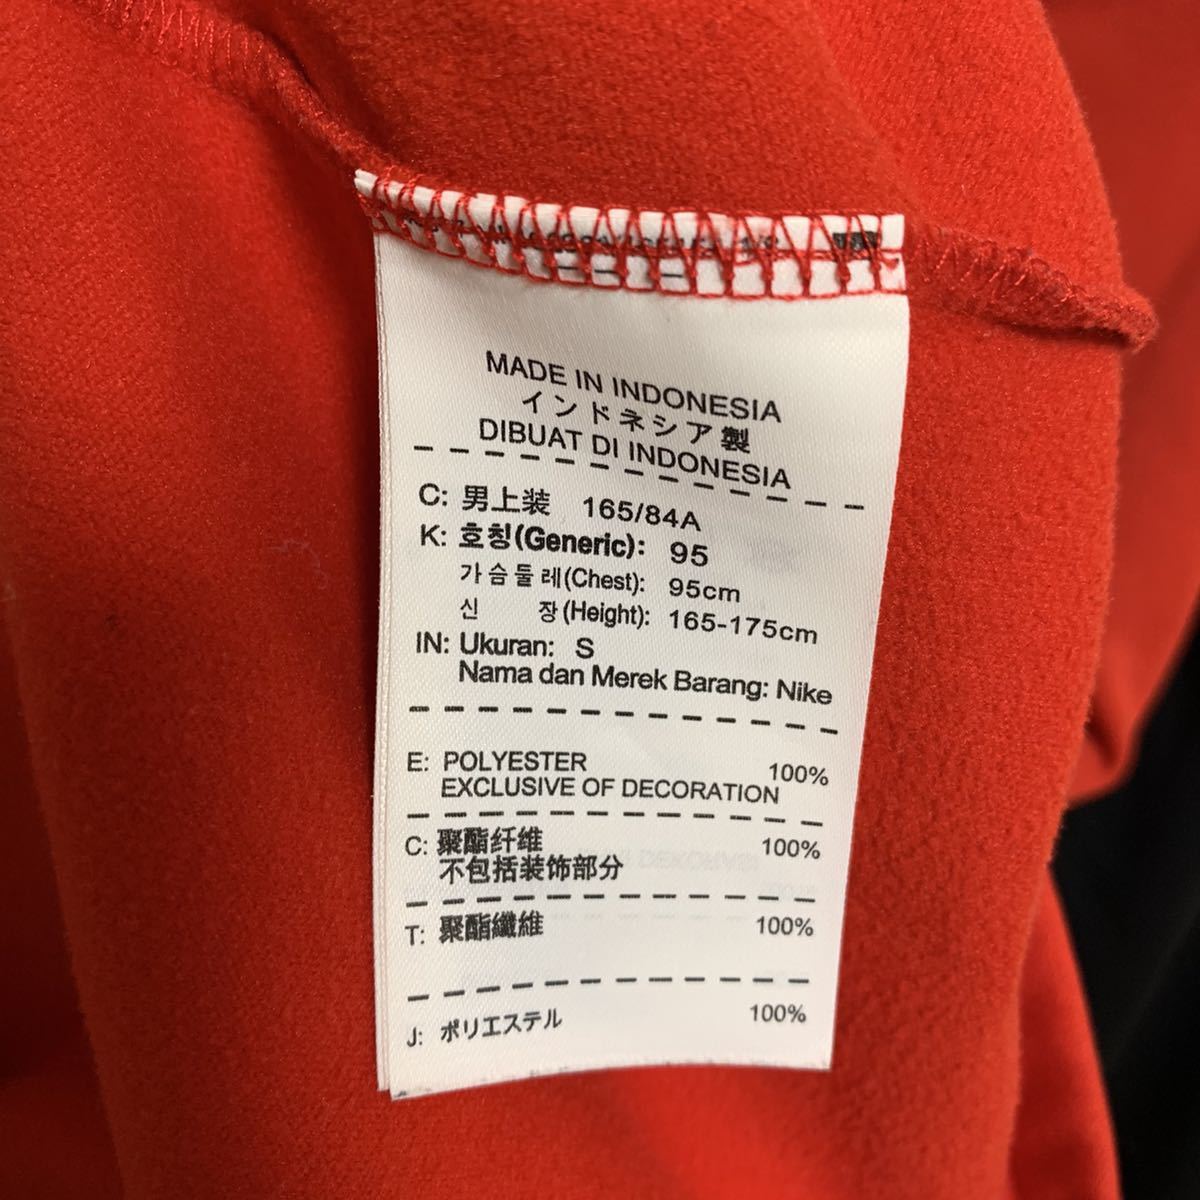 MADE IN INDONESIA
インドネシア製
DIBUAT DI INDONESIA
C: 男上装 165/84A
K: 호칭(Generic): 95
가슴둘레(Chest): 95cm
신 장(Height): 165-175cm
IN: Ukuran: S
Nama dan Merek Barang: Nike
E: POLYESTER 100%
EXCLUSIVE OF DECORATION
C: 聚酯纤维 100%
不包括装饰部分
T: 聚酯纖維 100%
J: ポリエステル 100%